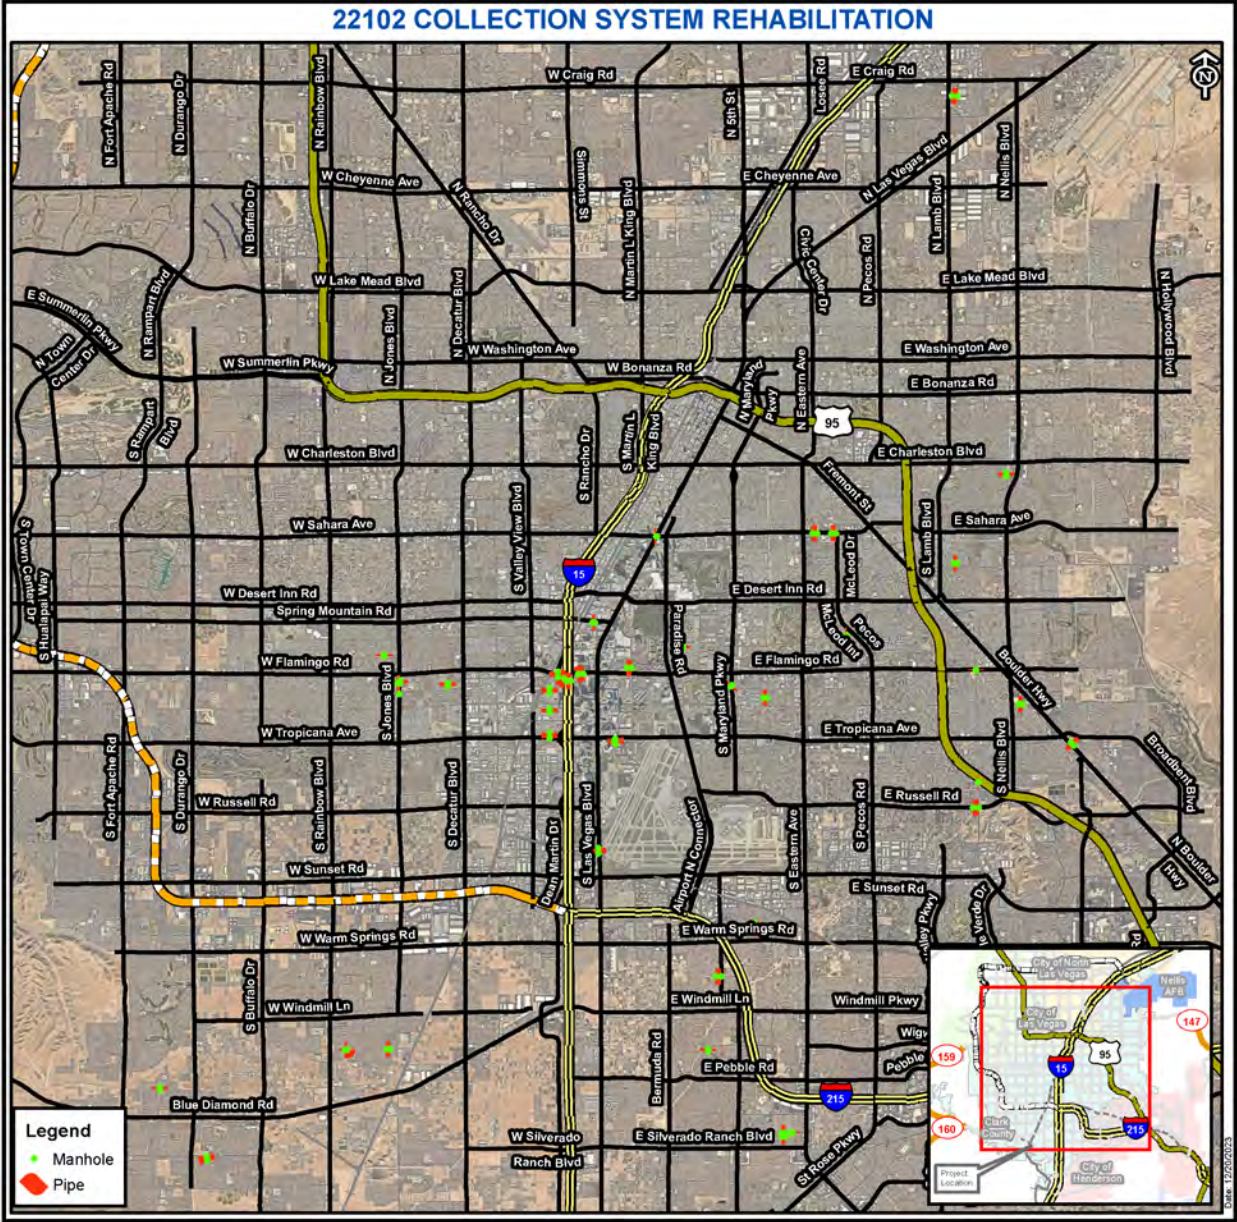 22102 COLLECTION SYSTEM REHABILITATION
N
W Craig Rd
E Craig Rd
N Fort Apache Rd
N Durango Dr
N Rainbow Blvd
N 5th St
Losee Rd
W Cheyenne Ave
E Cheyenne Ave
N Buffalo Dr
N Rancho Dr
Simmons St
N Martin L King Blvd
N Las Vegas Blvd
N Lamb Blvd
N Nellis Blvd
Civic Center Dr
N Pecos Rd
W Lake Mead Blvd
E Lake Mead Blvd
N Hollywood Blvd
E Summerlin Pkwy
N Rampart Blvd
N Town
Center Dr
N Jones Blvd
N Decatur Blvd
W Washington Ave
E Washington Ave
W Summerlin Pkwy
W Bonanza Rd
E Bonanza Rd
N Maryland
Pkwy
N Eastern Ave
95
S Rampart
Blvd
S Rancho Dr
S Martin L
King Blvd
W Charleston Blvd
E Charleston Blvd
Fremont St
S Town Center Dr
S Hualapai Way
W Sahara Ave
E Sahara Ave
S Valley View Blvd
S Lamb Blvd
McLeod Dr
15
W Desert Inn Rd
E Desert Inn Rd
Spring Mountain Rd
Paradise Rd
McLeod Int
Pecos
W Flamingo Rd
E Flamingo Rd
Boulder Hwy
S Jones Blvd
S Maryland Pkwy
W Tropicana Ave
E Tropicana Ave
S Nellis Blvd
Broadbent Blvd
S Fort Apache Rd
S Durango Dr
S Rainbow Blvd
S Decatur Blvd
W Russell Rd
E Russell Rd
Dean Martin Dr
S Las Vegas Blvd
Airport N Connector
S Eastern Ave
S Pecos Rd
N Boulder
Hwy
W Sunset Rd
E Sunset Rd
lley Pkwy
e Verde Dr
Rd
W Warm Springs Rd
E Warm Springs Rd
S Buffalo Dr
W Windmill Ln
E Windmill Ln
Windmill Pkwy
Wigw
Bermuda Rd
E Pebble Rd
Pebble
215
Blue Diamond Rd
W Silverado
Ranch Blvd
E Silverado Ranch Blvd
St Rose Pkwy
Legend
Manhole
Pipe
City of North
Las Vegas
Nellis
AFB
City of
Las Vegas
147
159
95
15
160
Clark
County
215
City of
Henderson
Project
Location
Date: 12/20/2023